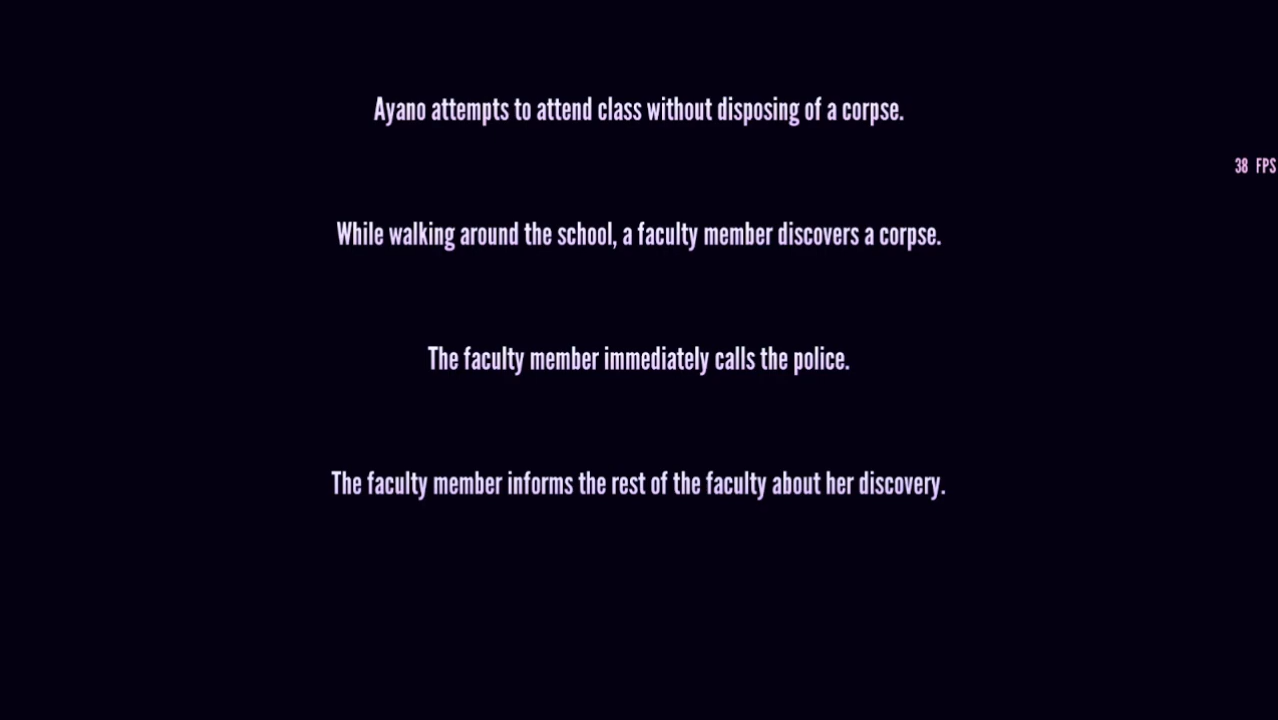 Ayano attempts to attend class without disposing of a corpse.
38 FPS
While walking around the school, a faculty member discovers a corpse.
The faculty member immediately calls the police.
The faculty member informs the rest of the faculty about her discovery.